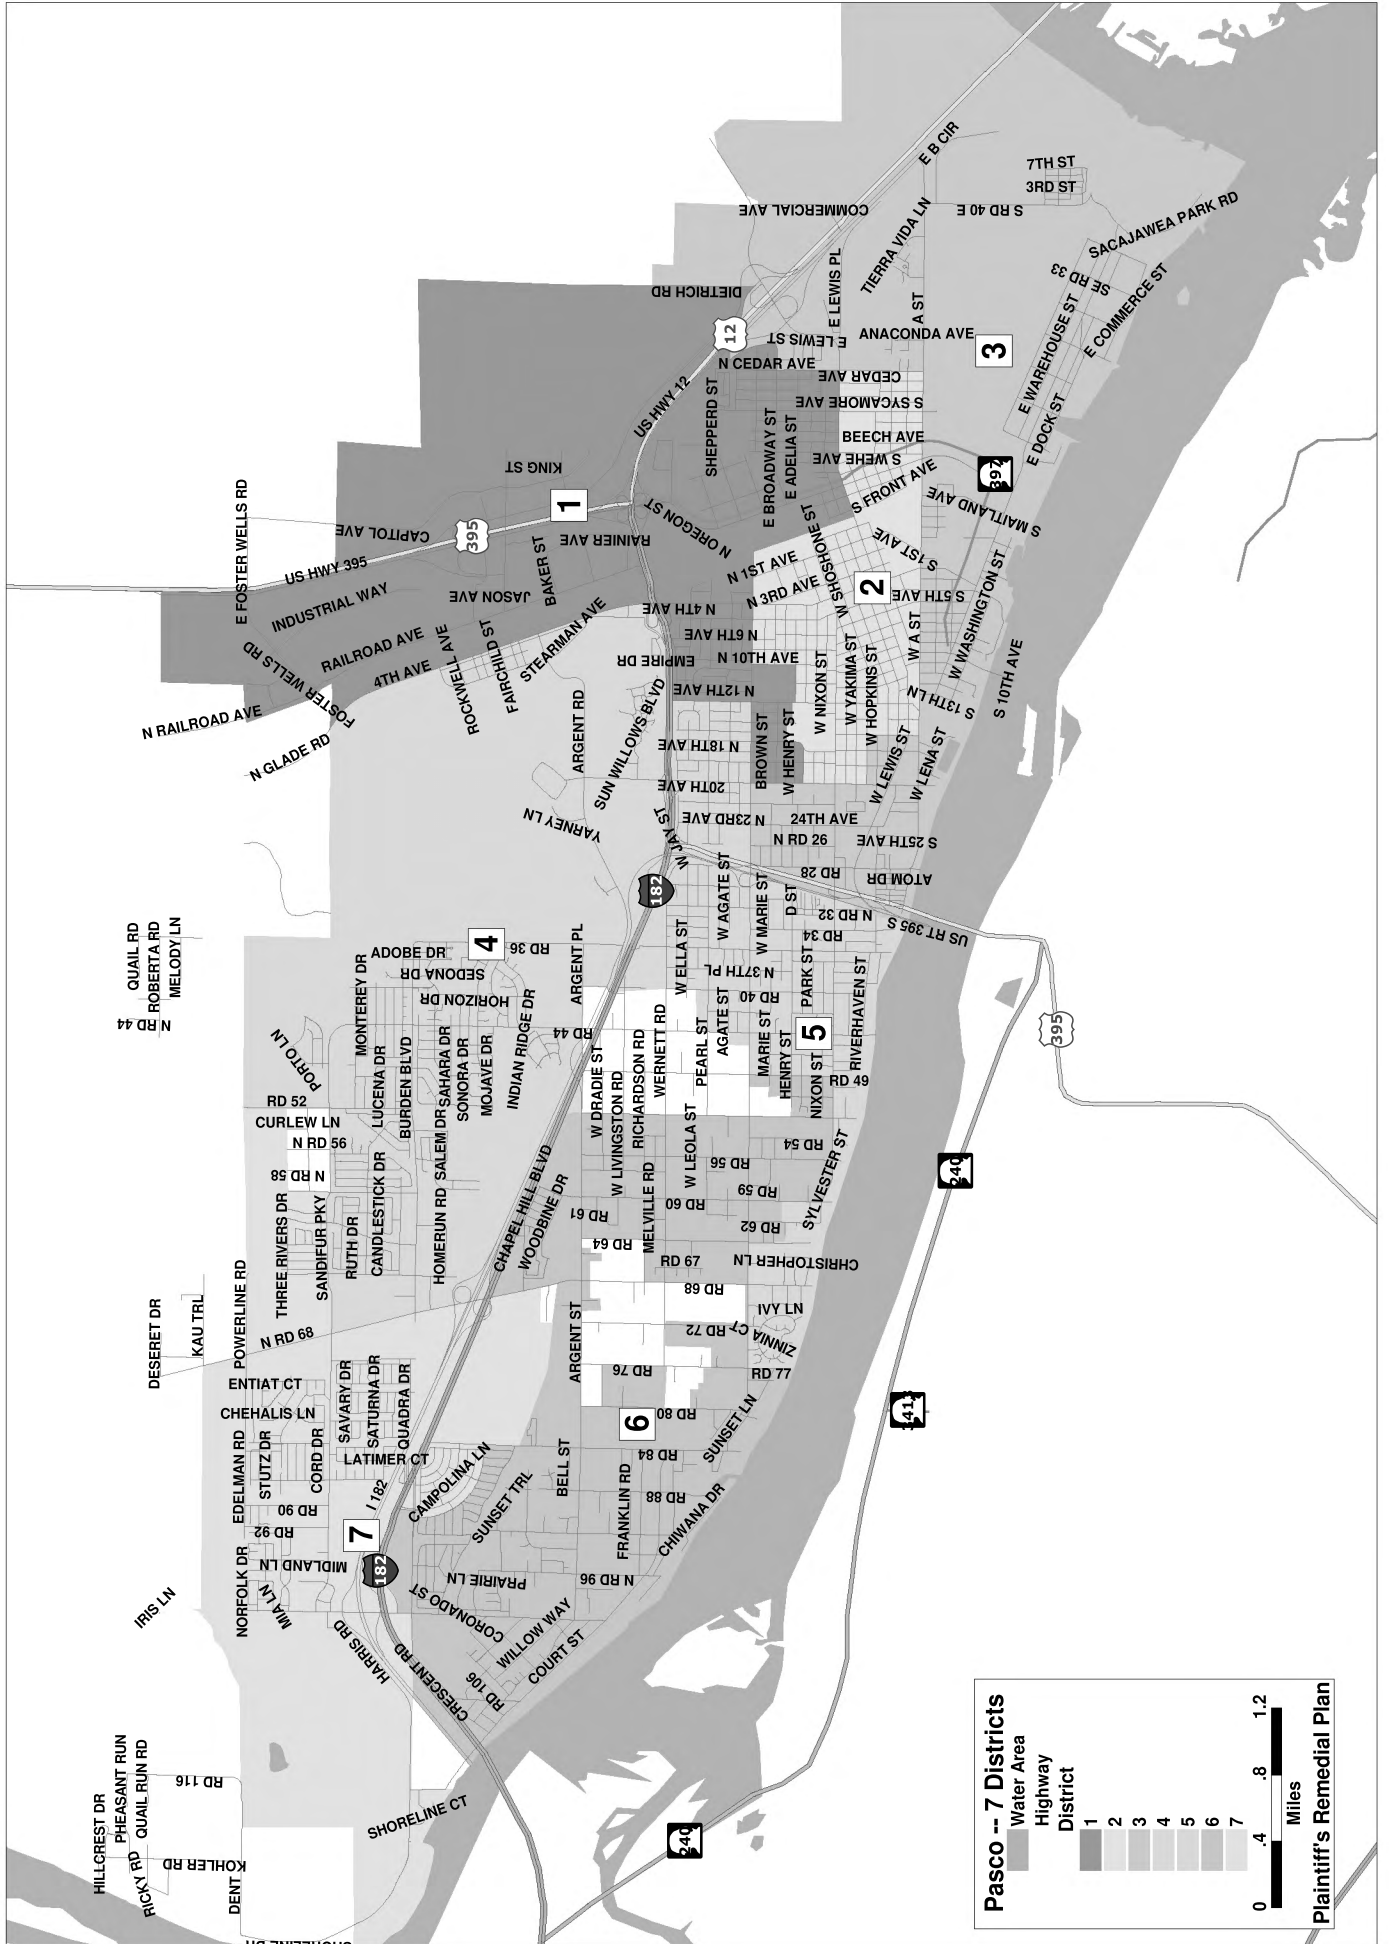 HILLCREST DR
PHEASANT RUN
QUAIL RUN RD
RICKY RD
KOHLER RD
DENT
RD 116
SHORELINE CT
IRIS LN
NORFOLK DR
MIA LN
MIDLAND LN
HARRIS RD
CRESCENT RD
RD 106
WILLOW WAY
COURT ST
CORONADO ST
PRAIRIE LN
N RD 96
EDELMAN RD
STUTZ DR
CORD DR
RD 90
RD 92
7
182
I 182
LATIMER CT
CAMPOLINA LN
SUNSET TRL
BELL ST
FRANKLIN RD
RD 88
RD 84
RD 80
6
CHIWANA DR
SUNSET LN
DESERET DR
KAU TRL
POWERLINE RD
N RD 68
ENTIAT CT
CHEHALIS LN
SAVARY DR
SATURNA DR
QUADRA DR
ARGENT ST
RD 76
RD 77
RD 72
ZINNIA CT
IVY LN
RD 68
RD 67
CHRISTOPHER LN
RD 64
THREE RIVERS DR
SANDIFUR PKY
RUTH DR
CANDLESTICK DR
HOMERUN RD
SALEM DR
CHAPEL HILL BLVD
WOODBINE DR
RD 61
MELVILLE RD
RD 60
RD 62
RD 59
RD 56
RD 54
SYLVESTER ST
W LEOLA ST
W LIVINGSTON RD
RICHARDSON RD
W DRADIE ST
WERNETT RD
PEARL ST
AGATE ST
MARIE ST
HENRY ST
NIXON ST
RD 49
5
RIVERHAVEN ST
PARK ST
RD 40
N 37TH PL
RD 34
N RD 32
W ELLA ST
W AGATE ST
W MARIE ST
D ST
RD 28
QUAIL RD
ROBERTA RD
MELODY LN
N RD 44
PORTO LN
RD 52
CURLEW LN
N RD 56
N RD 58
MONTEREY DR
LUCENA DR
BURDEN BLVD
SAHARA DR
SONORA DR
MOJAVE DR
INDIAN RIDGE DR
HORIZON DR
SEDONA DR
ADOBE DR
4
RD 36
ARGENT PL
RD 44
182
W JAY ST
YARNEY LN
ARGENT RD
SUN WILLOWS BLVD
EMPIRE DR
N 23RD AVE
20TH AVE
N 18TH AVE
N 12TH AVE
N 10TH AVE
N 6TH AVE
N 4TH AVE
24TH AVE
N RD 26
S 25TH AVE
ATOM DR
US RT 395 S
BROWN ST
W HENRY ST
W NIXON ST
W YAKIMA ST
W HOPKINS ST
W LEWIS ST
W LENA ST
S 13TH LN
S 10TH AVE
W WASHINGTON ST
W A ST
S 5TH AVE
S 1ST AVE
2
W SHOSHONE ST
N 3RD AVE
N 1ST AVE
N RAILROAD AVE
N GLADE RD
FOSTER WELLS RD
E FOSTER WELLS RD
4TH AVE
RAILROAD AVE
INDUSTRIAL WAY
US HWY 395
CAPITOL AVE
395
ROCKWELL AVE
FAIRCHILD ST
STEARMAN AVE
JASON AVE
BAKER ST
RAINIER AVE
1
KING ST
N OREGON ST
US HWY 12
12
DIETRICH RD
SHEPPERD ST
E BROADWAY ST
E ADELIA ST
N CEDAR AVE
E LEWIS ST
E LEWIS PL
CEDAR AVE
S SYCAMORE AVE
BEECH AVE
S WEHE AVE
S FRONT AVE
S MAITLAND AVE
397
ANACONDA AVE
A ST
3
E DOCK ST
E WAREHOUSE ST
E COMMERCE ST
SE RD 33
SACAJAWEA PARK RD
TIERRA VIDA LN
COMMERCIAL AVE
E B CIR
S RD 40 E
7TH ST
3RD ST
395
240
240
Pasco -- 7 Districts
Water Area
Highway
District
1
2
3
4
5
6
7
0 .4 .8 1.2
Miles
Plaintiff's Remedial Plan